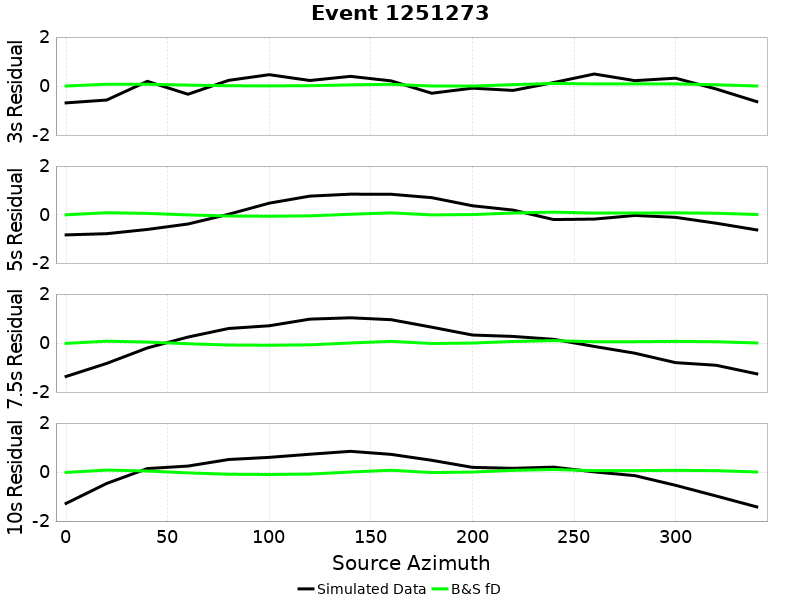 Event 1251273
3s Residual
2
0
-2
5s Residual
2
0
-2
7.5s Residual
2
0
-2
10s Residual
2
0
-2
0 50 100 150 200 250 300
Source Azimuth
Simulated Data B&S fD